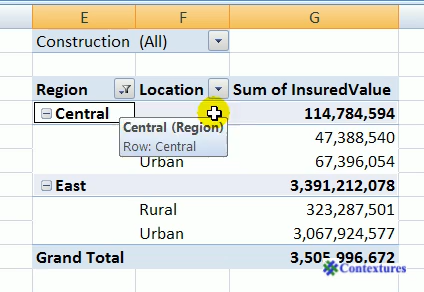 E F G
Construction (All)
Region Location Sum of InsuredValue
Central 114,784,594
Central (Region)
Row: Central
47,388,540
Urban 67,396,054
East 3,391,212,078
Rural 323,287,501
Urban 3,067,924,577
Grand Total 3,505,996,672
Contextures